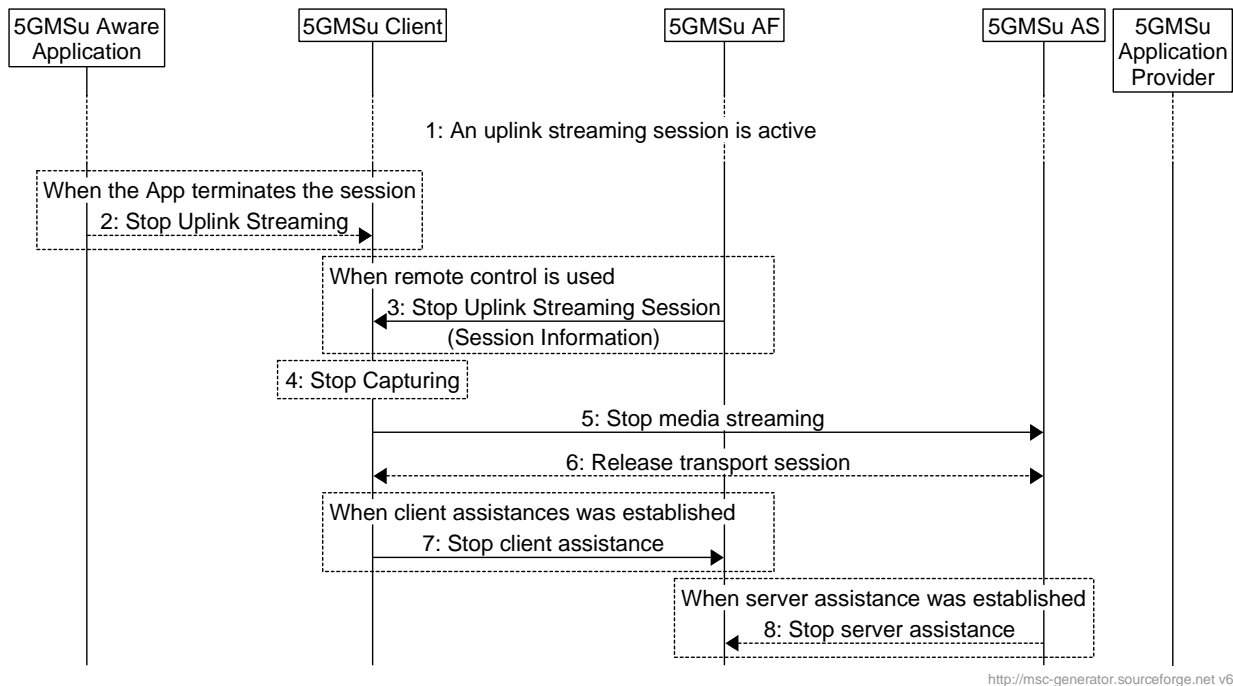 5GMSu Aware
Application
5GMSu Client
5GMSu AF
5GMSu AS
5GMSu
Application
Provider
1: An uplink streaming session is active
When the App terminates the session
2: Stop Uplink Streaming
When remote control is used
3: Stop Uplink Streaming Session
(Session Information)
4: Stop Capturing
5: Stop media streaming
6: Release transport session
When client assistances was established
7: Stop client assistance
When server assistance was established
8: Stop server assistance
http://msc-generator.sourceforge.net v6